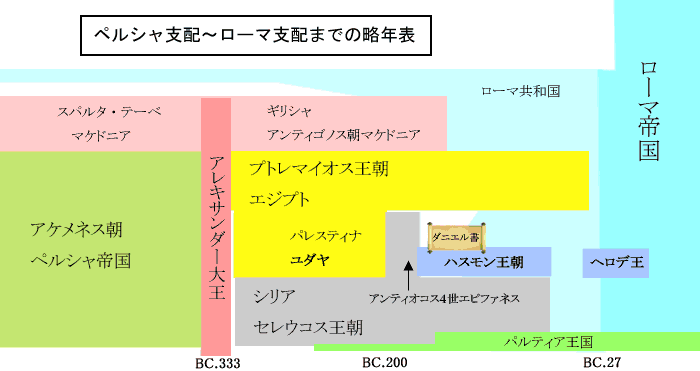 ペルシャ支配～ローマ支配までの略年表
ローマ帝国
ローマ共和国
スパルタ・テーベ
マケドニア
ギリシャ
アンティゴノス朝マケドニア
アレキサンダー大王
プトレマイオス王朝
エジプト
アケメネス朝
ペルシャ帝国
パレスティナ
ユダヤ
ダニエル書
ハスモン王朝
ヘロデ王
シリア
セレウコス王朝
アンティオコス4世エピファネス
パルティア王国
BC.333
BC.200
BC.27